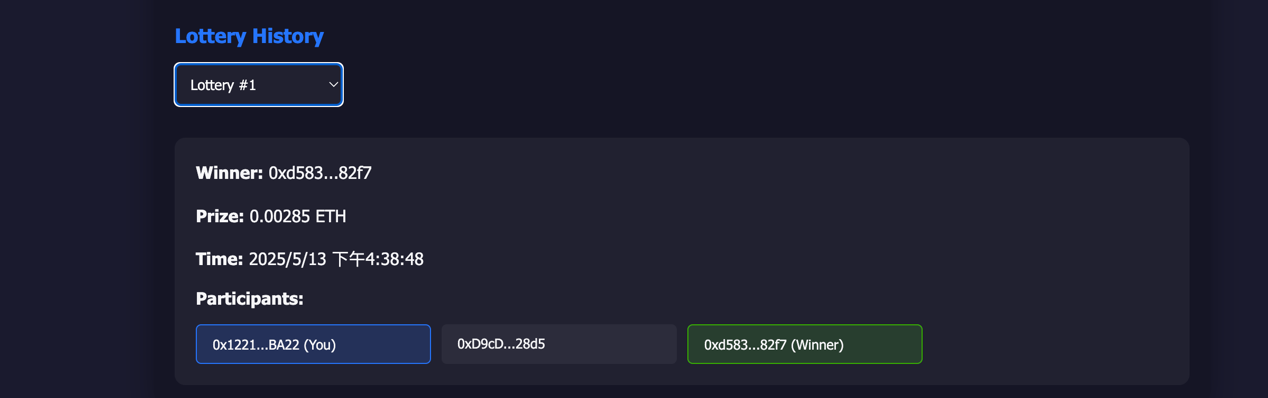 Lottery History
Lottery #1
Winner: 0xd583...82f7
Prize: 0.00285 ETH
Time: 2025/5/13 下午4:38:48
Participants:
0x1221...BA22 (You)
0xD9cD...28d5
0xd583...82f7 (Winner)